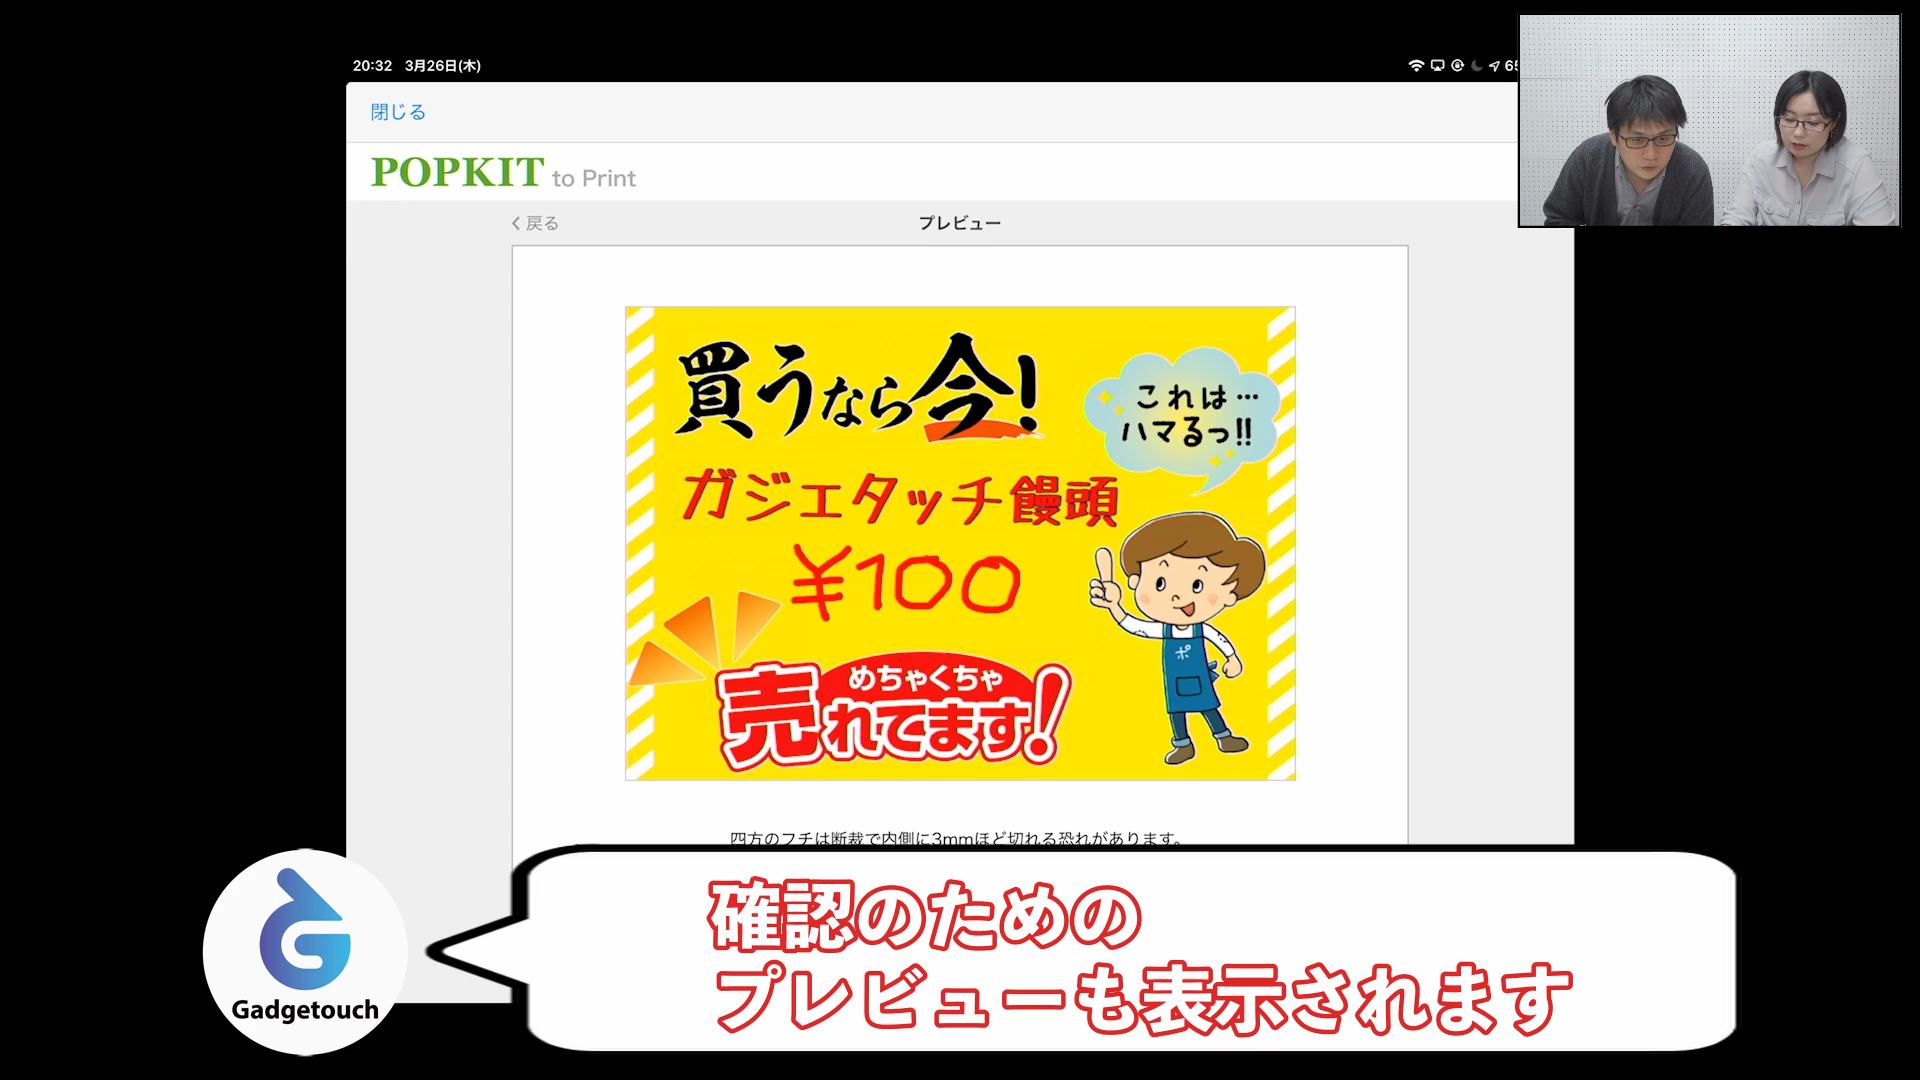 20:32 3月26日(木)
閉じる
POPKIT to Print
戻る
プレビュー
買うなら今!
これは…
ハマるっ!!
ガジェタッチ饅頭
¥100
ポ
めちゃくちゃ
売れてます!
四方のフチは断裁で内側に3mmほど切れる恐れがあります。
確認のための
プレビューも表示されます
Gadgetouch